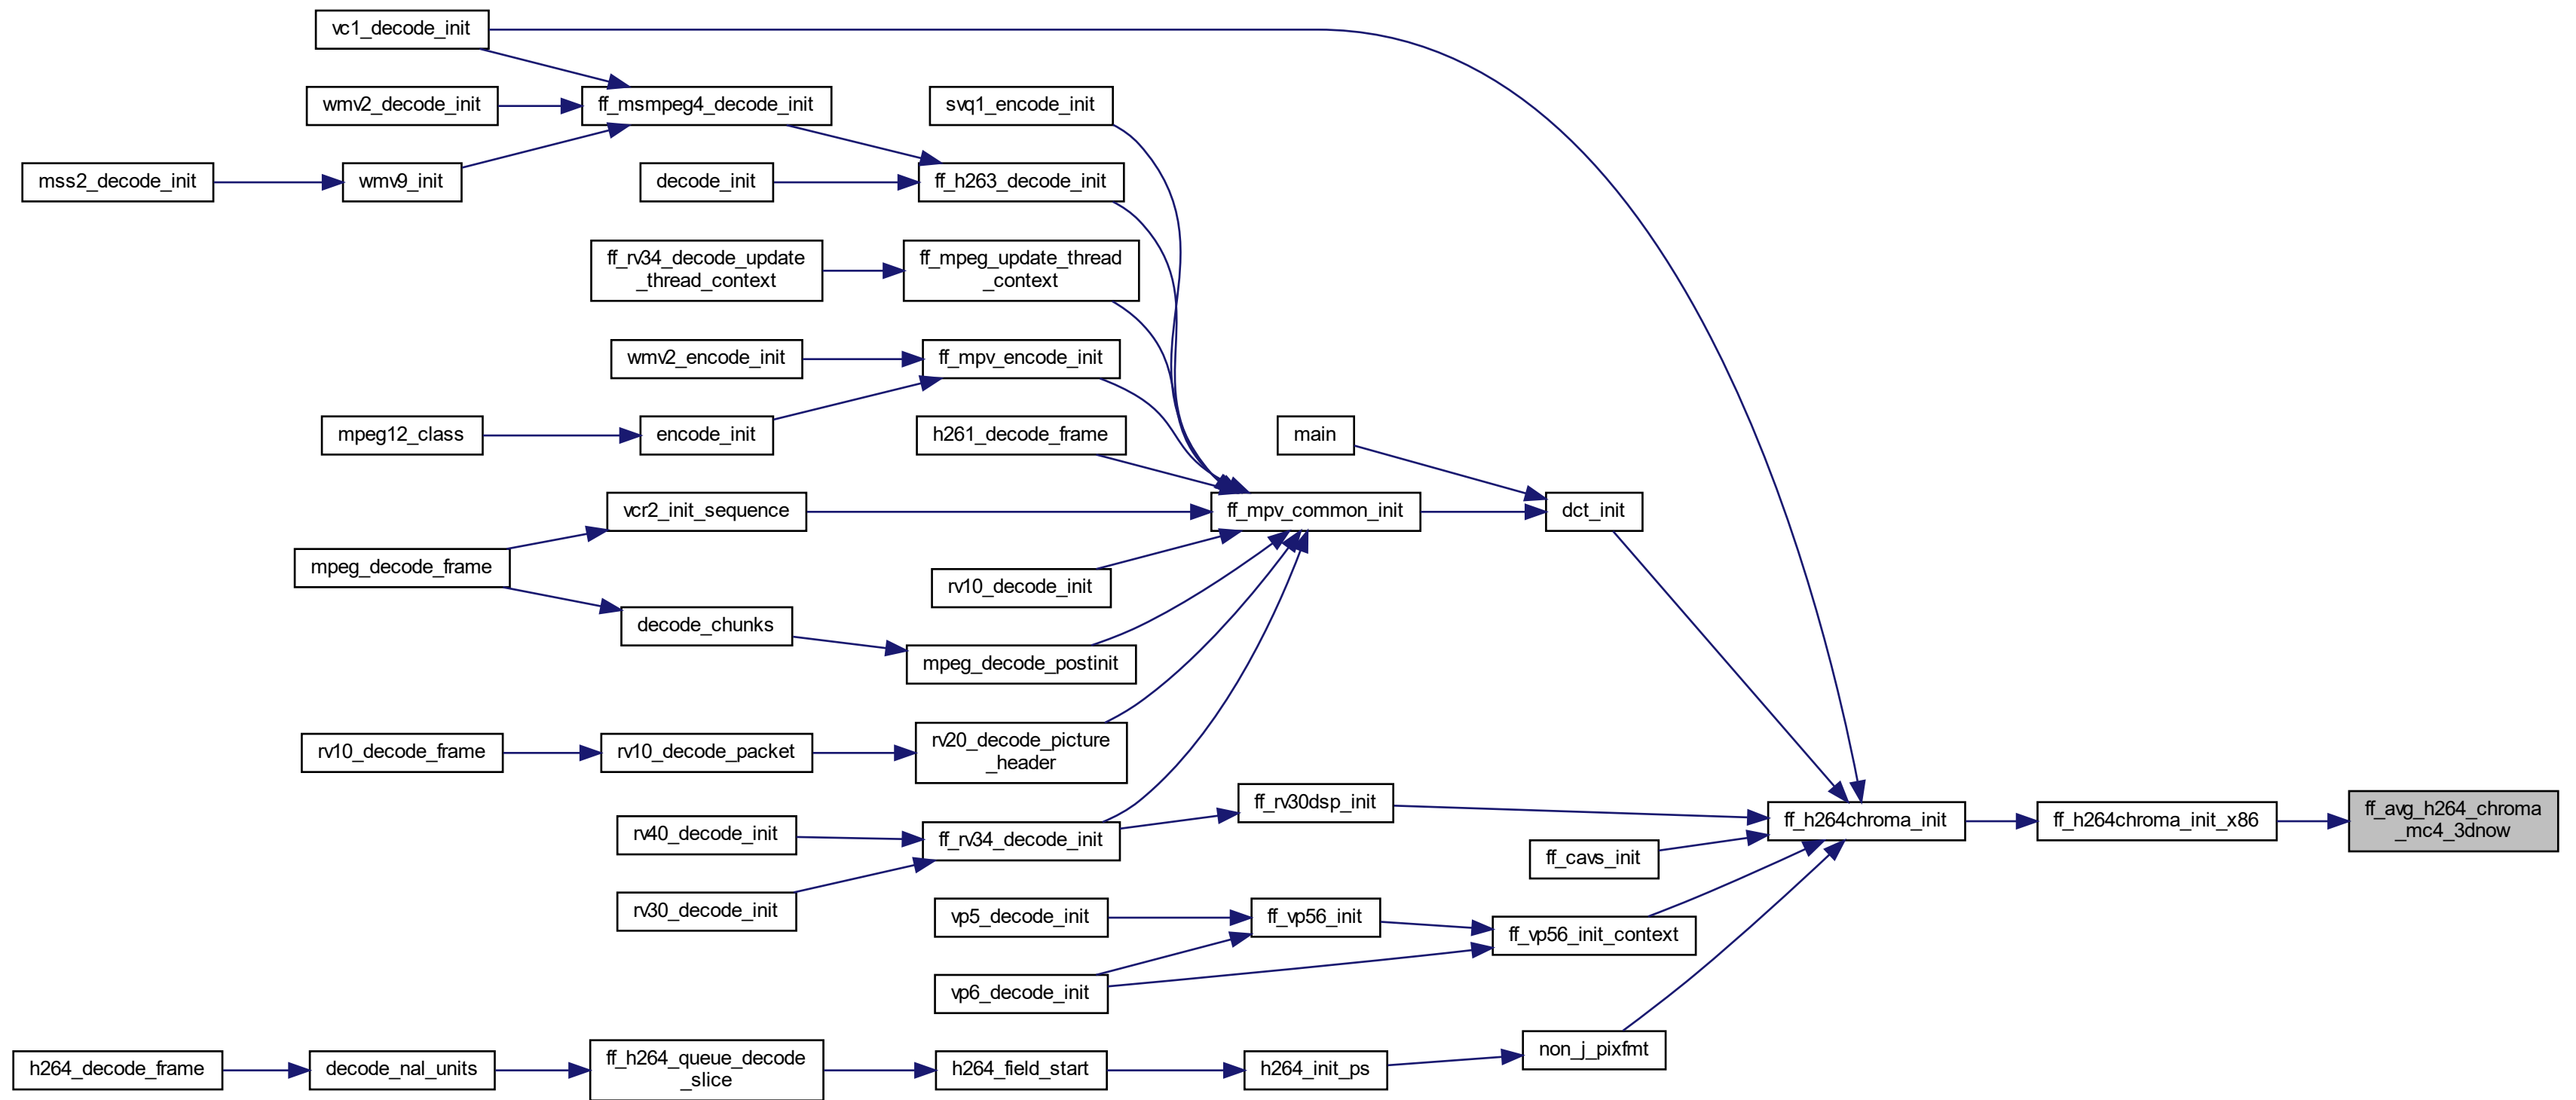 vc1_decode_init
wmv2_decode_init
ff_msmpeg4_decode_init
svq1_encode_init
mss2_decode_init
wmv9_init
decode_init
ff_h263_decode_init
ff_rv34_decode_update
_thread_context
ff_mpeg_update_thread
_context
wmv2_encode_init
ff_mpv_encode_init
mpeg12_class
encode_init
h261_decode_frame
main
vcr2_init_sequence
ff_mpv_common_init
dct_init
mpeg_decode_frame
rv10_decode_init
decode_chunks
mpeg_decode_postinit
rv10_decode_frame
rv10_decode_packet
rv20_decode_picture
_header
ff_rv30dsp_init
rv40_decode_init
ff_rv34_decode_init
ff_h264chroma_init
ff_h264chroma_init_x86
ff_avg_h264_chroma
_mc4_3dnow
ff_cavs_init
rv30_decode_init
vp5_decode_init
ff_vp56_init
ff_vp56_init_context
vp6_decode_init
non_j_pixfmt
h264_decode_frame
decode_nal_units
ff_h264_queue_decode
_slice
h264_field_start
h264_init_ps